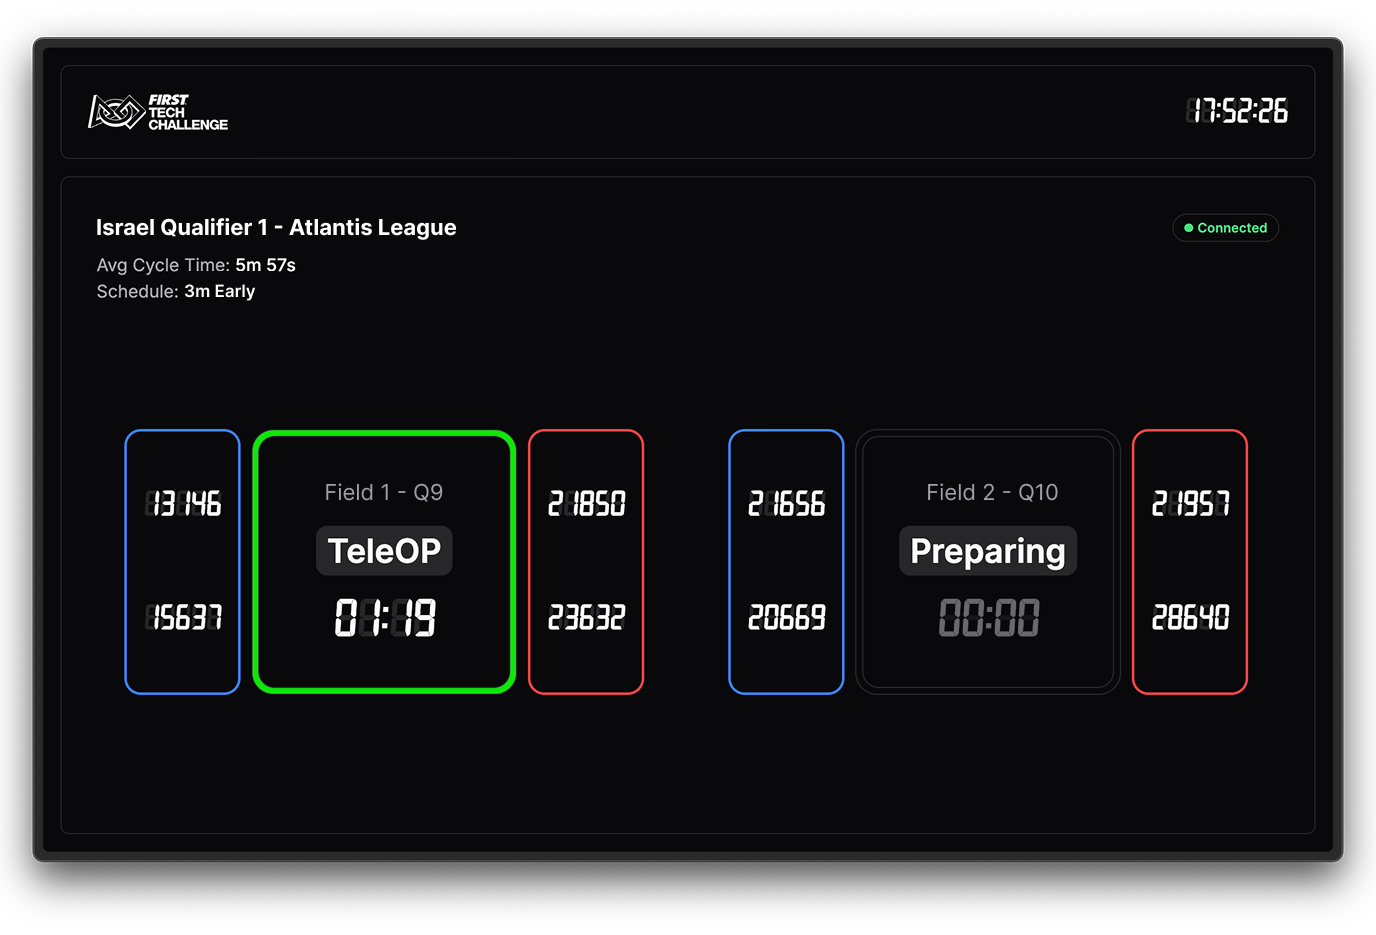 FIRST
TECH
CHALLENGE
17:52:26
Israel Qualifier 1 - Atlantis League
Connected
Avg Cycle Time: 5m 57s
Schedule: 3m Early
13146
15637
Field 1 - Q9
TeleOP
01:19
21850
23632
21656
20669
Field 2 - Q10
Preparing
00:00
21957
28640